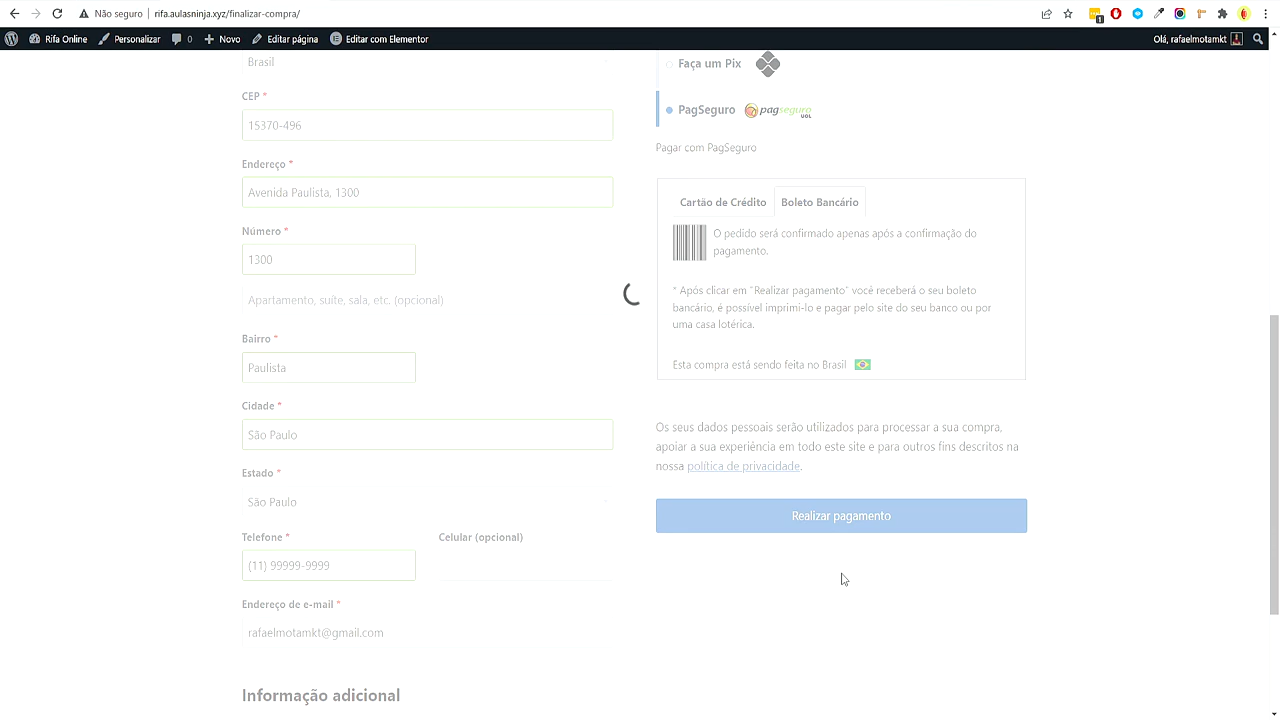 Não seguro
rifa.aulasninja.xyz/finalizar-compra/
1
Rifa Online
Personalizar
0
Novo
Editar página
Editar com Elementor
Olá, rafaelmotamkt
Brasil
CEP *
15370-496
Endereço *
Avenida Paulista, 1300
Número *
1300
Apartamento, suíte, sala, etc. (opcional)
Bairro *
Paulista
Cidade *
São Paulo
Estado *
São Paulo
Telefone *
Celular (opcional)
(11) 99999-9999
Endereço de e-mail *
rafaelmotamkt@gmail.com
Informação adicional
Faça um Pix
PagSeguro
pagseguro
UOL
Pagar com PagSeguro
Cartão de Crédito
Boleto Bancário
O pedido será confirmado apenas após a confirmação do
pagamento.
* Após clicar em "Realizar pagamento" você receberá o seu boleto
bancário, é possível imprimi-lo e pagar pelo site do seu banco ou por
uma casa lotérica.
Esta compra está sendo feita no Brasil
Os seus dados pessoais serão utilizados para processar a sua compra,
apoiar a sua experiência em todo este site e para outros fins descritos na
nossa política de privacidade.
Realizar pagamento